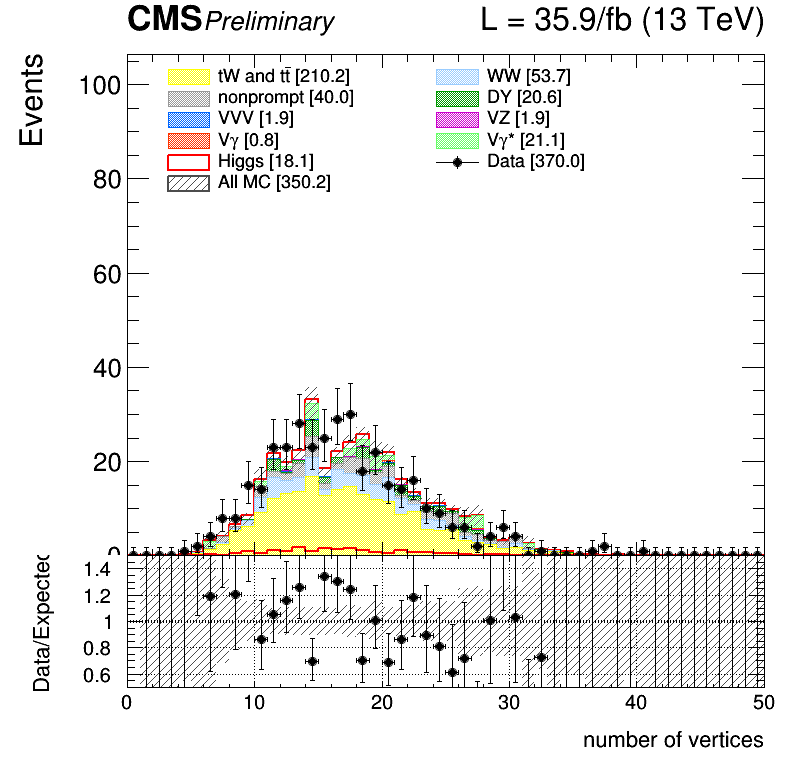 CMS Preliminary L = 35.9/fb (13 TeV)
Events
100
80
60
40
20
0
tW and tt̄ [210.2] WW [53.7]
nonprompt [40.0] DY [20.6]
VVV [1.9] VZ [1.9]
Vγ [0.8] Vγ* [21.1]
Higgs [18.1] Data [370.0]
All MC [350.2]
Data/Expected
1.4
1.2
1
0.8
0.6
0 10 20 30 40 50
number of vertices